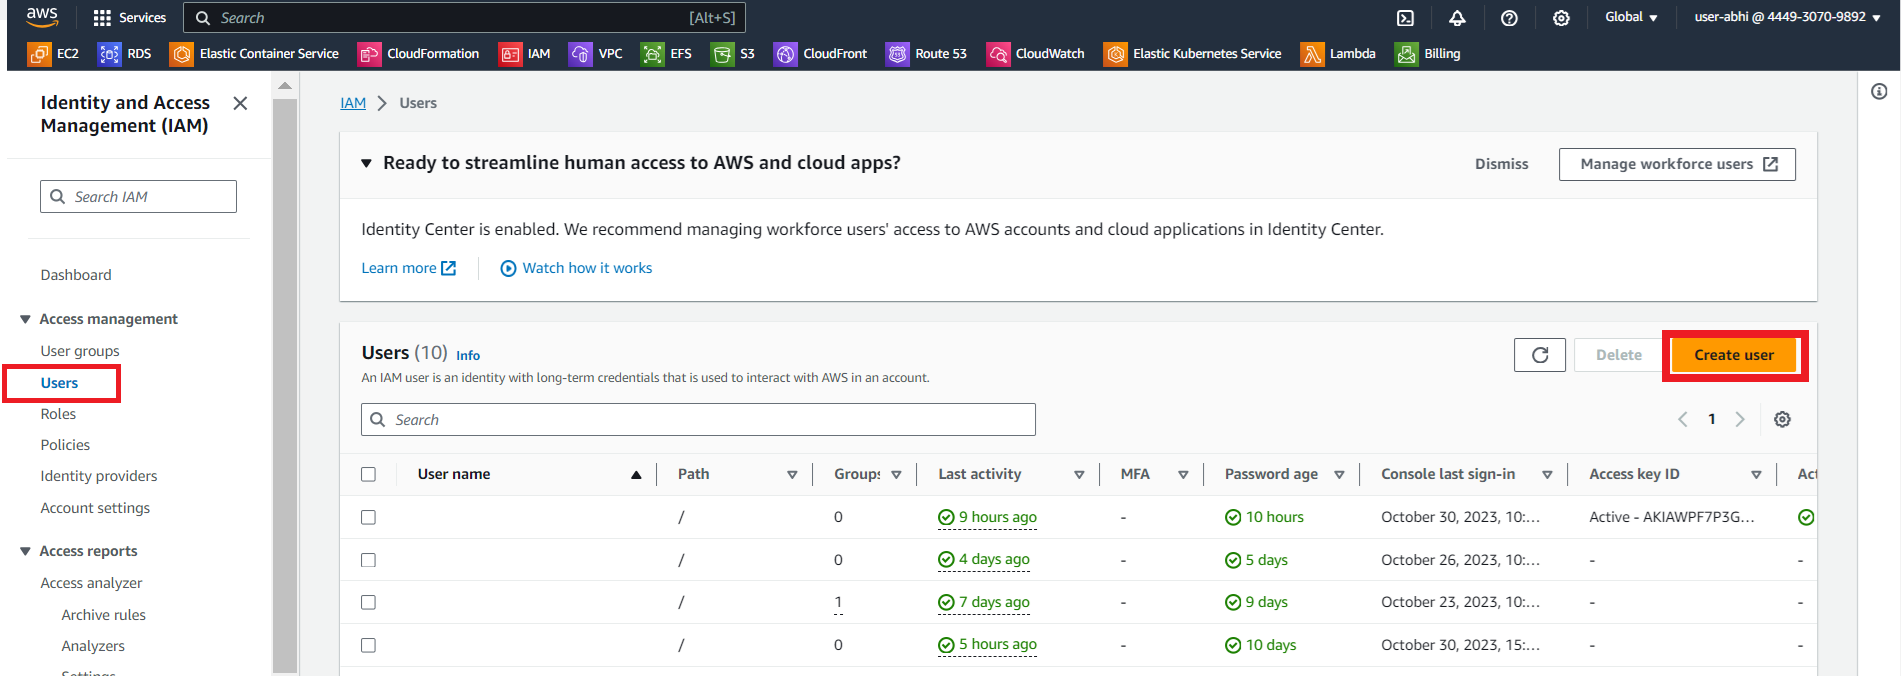 aws Services Search [Alt+S] Global user-abhi @ 4449-3070-9892
EC2 RDS Elastic Container Service CloudFormation IAM VPC EFS S3 CloudFront Route 53 CloudWatch Elastic Kubernetes Service Lambda Billing
Identity and Access
Management (IAM)
Search IAM
Dashboard
Access management
User groups
Users
Roles
Policies
Identity providers
Account settings
Access reports
Access analyzer
Archive rules
Analyzers
Settings
IAM > Users
Ready to streamline human access to AWS and cloud apps? Dismiss Manage workforce users
Identity Center is enabled. We recommend managing workforce users' access to AWS accounts and cloud applications in Identity Center.
Learn more Watch how it works
Users (10) Info Delete Create user
An IAM user is an identity with long-term credentials that is used to interact with AWS in an account.
Search 1
User name Path Groups Last activity MFA Password age Console last sign-in Access key ID Act
/ 0 9 hours ago - 10 hours October 30, 2023, 10:... Active - AKIAWPF7P3G...
/ 0 4 days ago - 5 days October 26, 2023, 10:... - -
/ 1 7 days ago - 9 days October 23, 2023, 10:... - -
/ 0 5 hours ago - 10 days October 30, 2023, 15:... - -